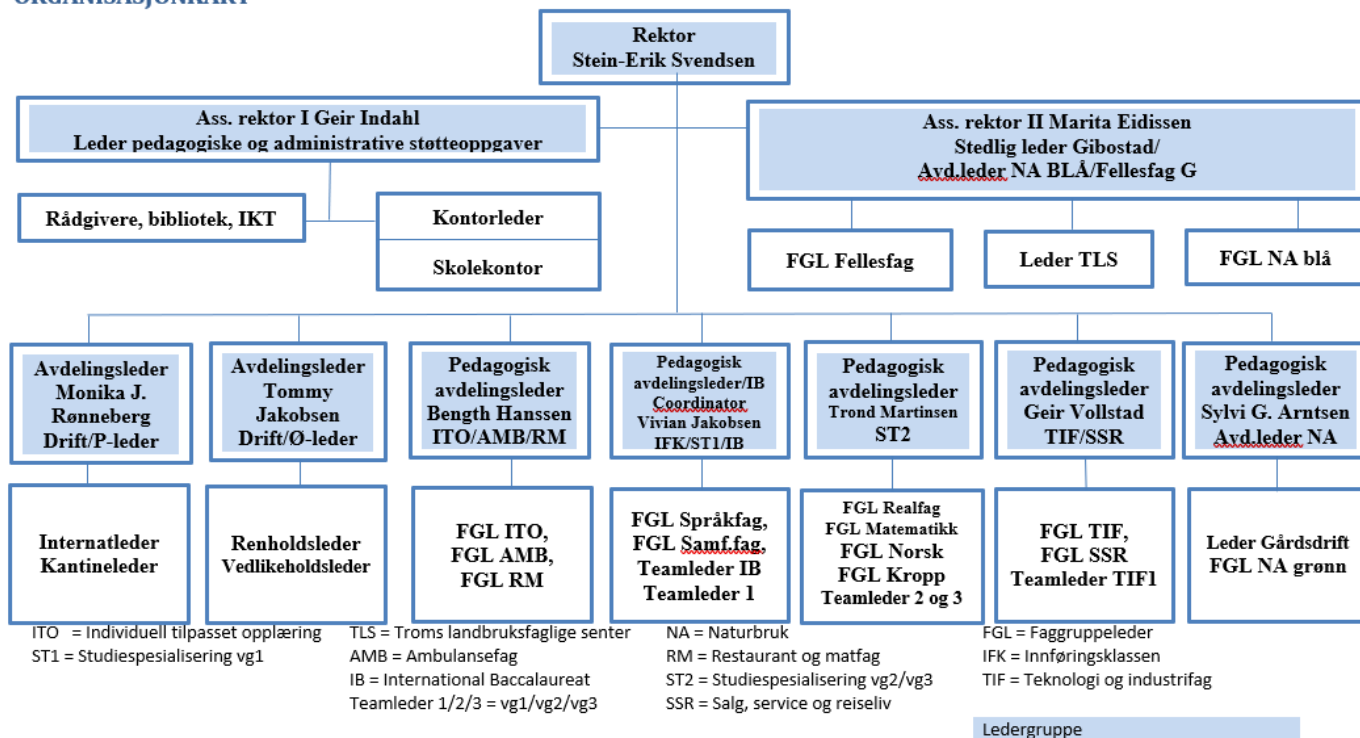 ORGANISASJONKART
Rektor
Stein-Erik Svendsen
Ass. rektor I Geir Indahl
Leder pedagogiske og administrative støtteoppgaver
Ass. rektor II Marita Eidissen
Stedlig leder Gibostad/
Avd.leder NA BLÅ/Fellesfag G
Rådgivere, bibliotek, IKT
Kontorleder
Skolekontor
FGL Fellesfag
Leder TLS
FGL NA blå
Avdelingsleder
Monika J.
Rønneberg
Drift/P-leder
Avdelingsleder
Tommy
Jakobsen
Drift/Ø-leder
Pedagogisk
avdelingsleder
Bength Hanssen
ITO/AMB/RM
Pedagogisk
avdelingsleder/IB
Coordinator
Vivian Jakobsen
IFK/ST1/IB
Pedagogisk
avdelingsleder
Trond Martinsen
ST2
Pedagogisk
avdelingsleder
Geir Vollstad
TIF/SSR
Pedagogisk
avdelingsleder
Sylvi G. Arntsen
Avd.leder NA
Internatleder
Kantineleder
Renholdsleder
Vedlikeholdsleder
FGL ITO,
FGL AMB,
FGL RM
FGL Språkfag,
FGL Samf.fag,
Teamleder IB
Teamleder 1
FGL Realfag
FGL Matematikk
FGL Norsk
FGL Kropp
Teamleder 2 og 3
FGL TIF,
FGL SSR
Teamleder TIF1
Leder Gårdsdrift
FGL NA grønn
ITO = Individuell tilpasset opplæring
ST1 = Studiespesialisering vg1
TLS = Troms landbruksfaglige senter
AMB = Ambulansefag
IB = International Baccalaureat
Teamleder 1/2/3 = vg1/vg2/vg3
NA = Naturbruk
RM = Restaurant og matfag
ST2 = Studiespesialisering vg2/vg3
SSR = Salg, service og reiseliv
FGL = Faggruppeleder
IFK = Innføringsklassen
TIF = Teknologi og industrifag
Ledergruppe